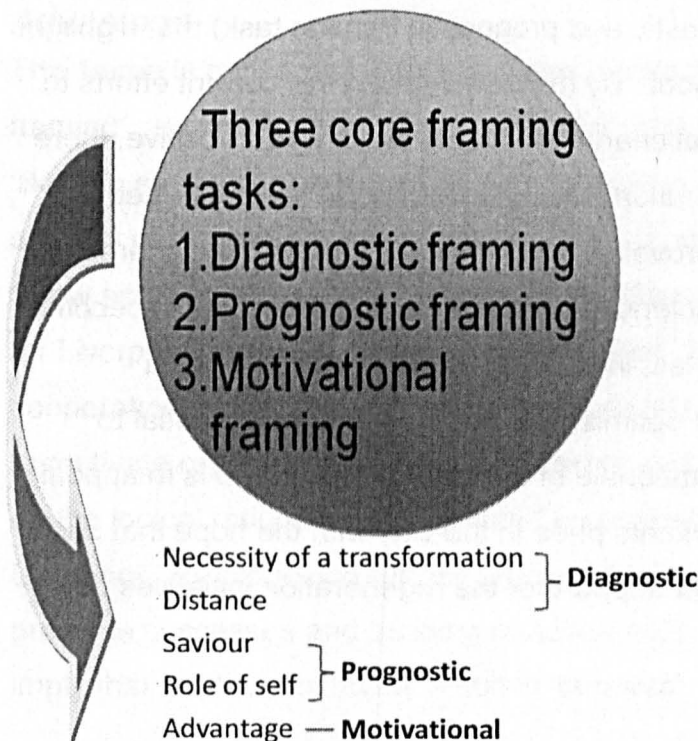 Three core framing
tasks:
1.Diagnostic framing
2.Prognostic framing
3.Motivational
framing
Necessity of a transformation
Distance
Diagnostic
Saviour
Role of self
Prognostic
Advantage — Motivational